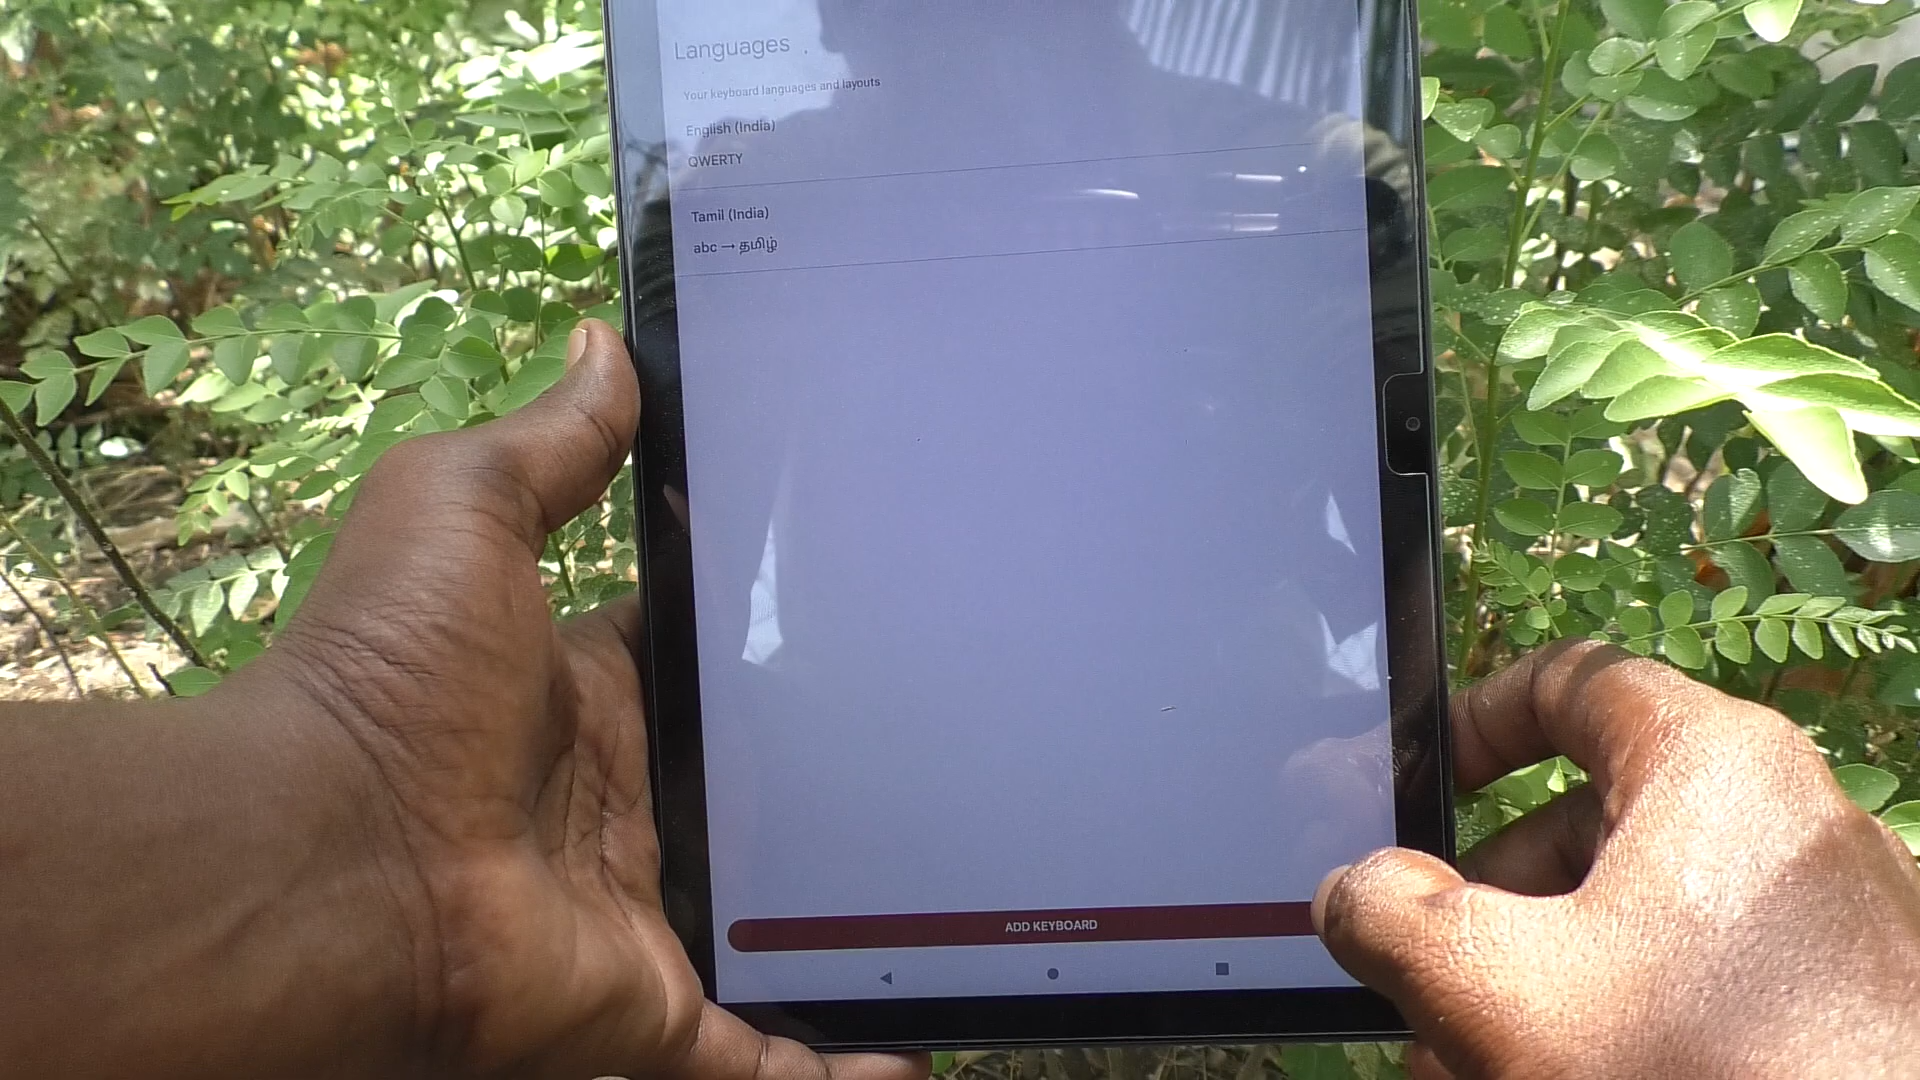 Languages
Your keyboard languages and layouts
English (India)
QWERTY
Tamil (India)
abc → தமிழ்
ADD KEYBOARD